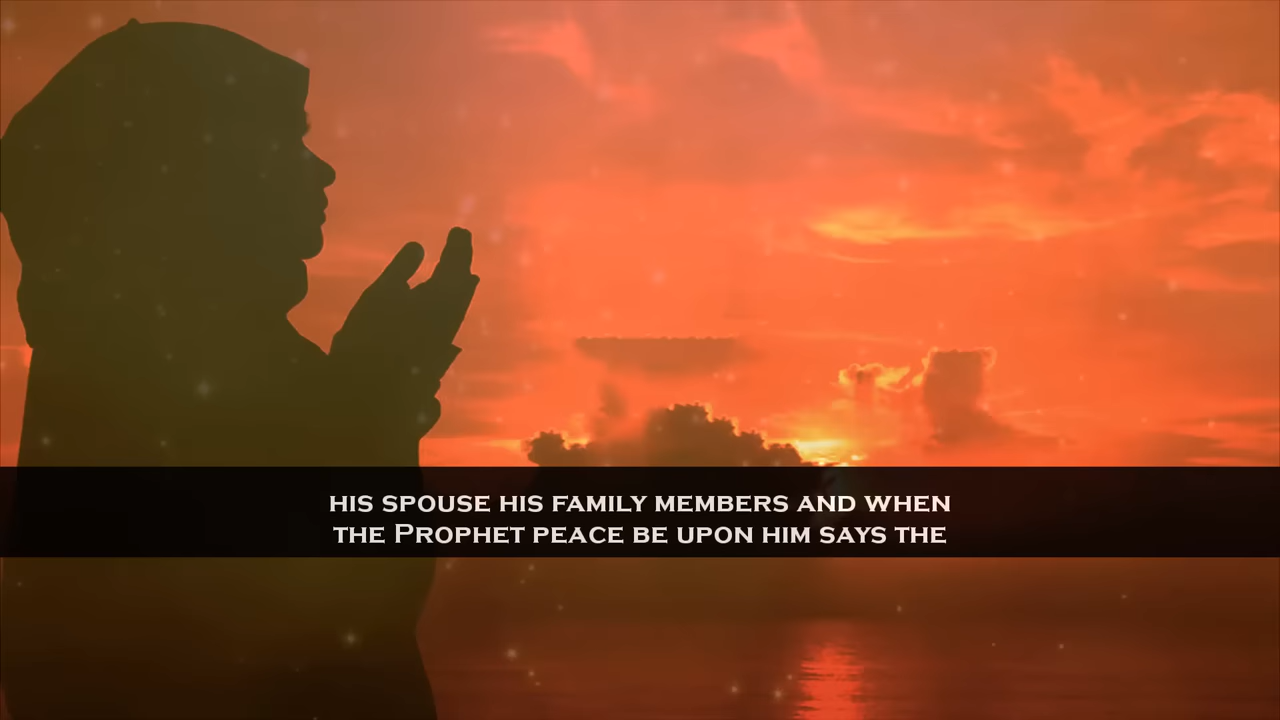 HIS SPOUSE HIS FAMILY MEMBERS AND WHEN
THE PROPHET PEACE BE UPON HIM SAYS THE